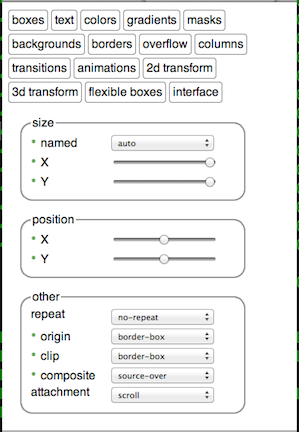 boxes text colors gradients masks
backgrounds borders overflow columns
transitions animations 2d transform
3d transform flexible boxes interface
size
named auto
X
Y
position
X
Y
other
repeat no-repeat
origin border-box
clip border-box
composite source-over
attachment scroll